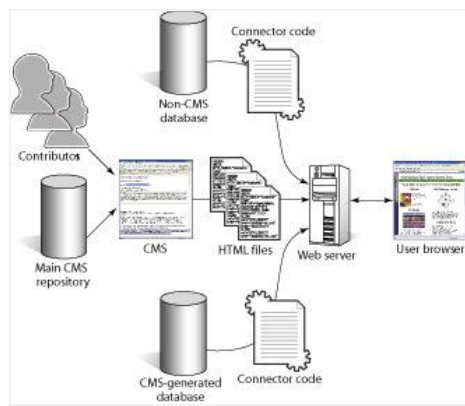 Connector code
Non-CMS
database
Contributos
Main CMS
repository
CMS
HTML files
Web server
User browser
CMS-generated
database
Connector code